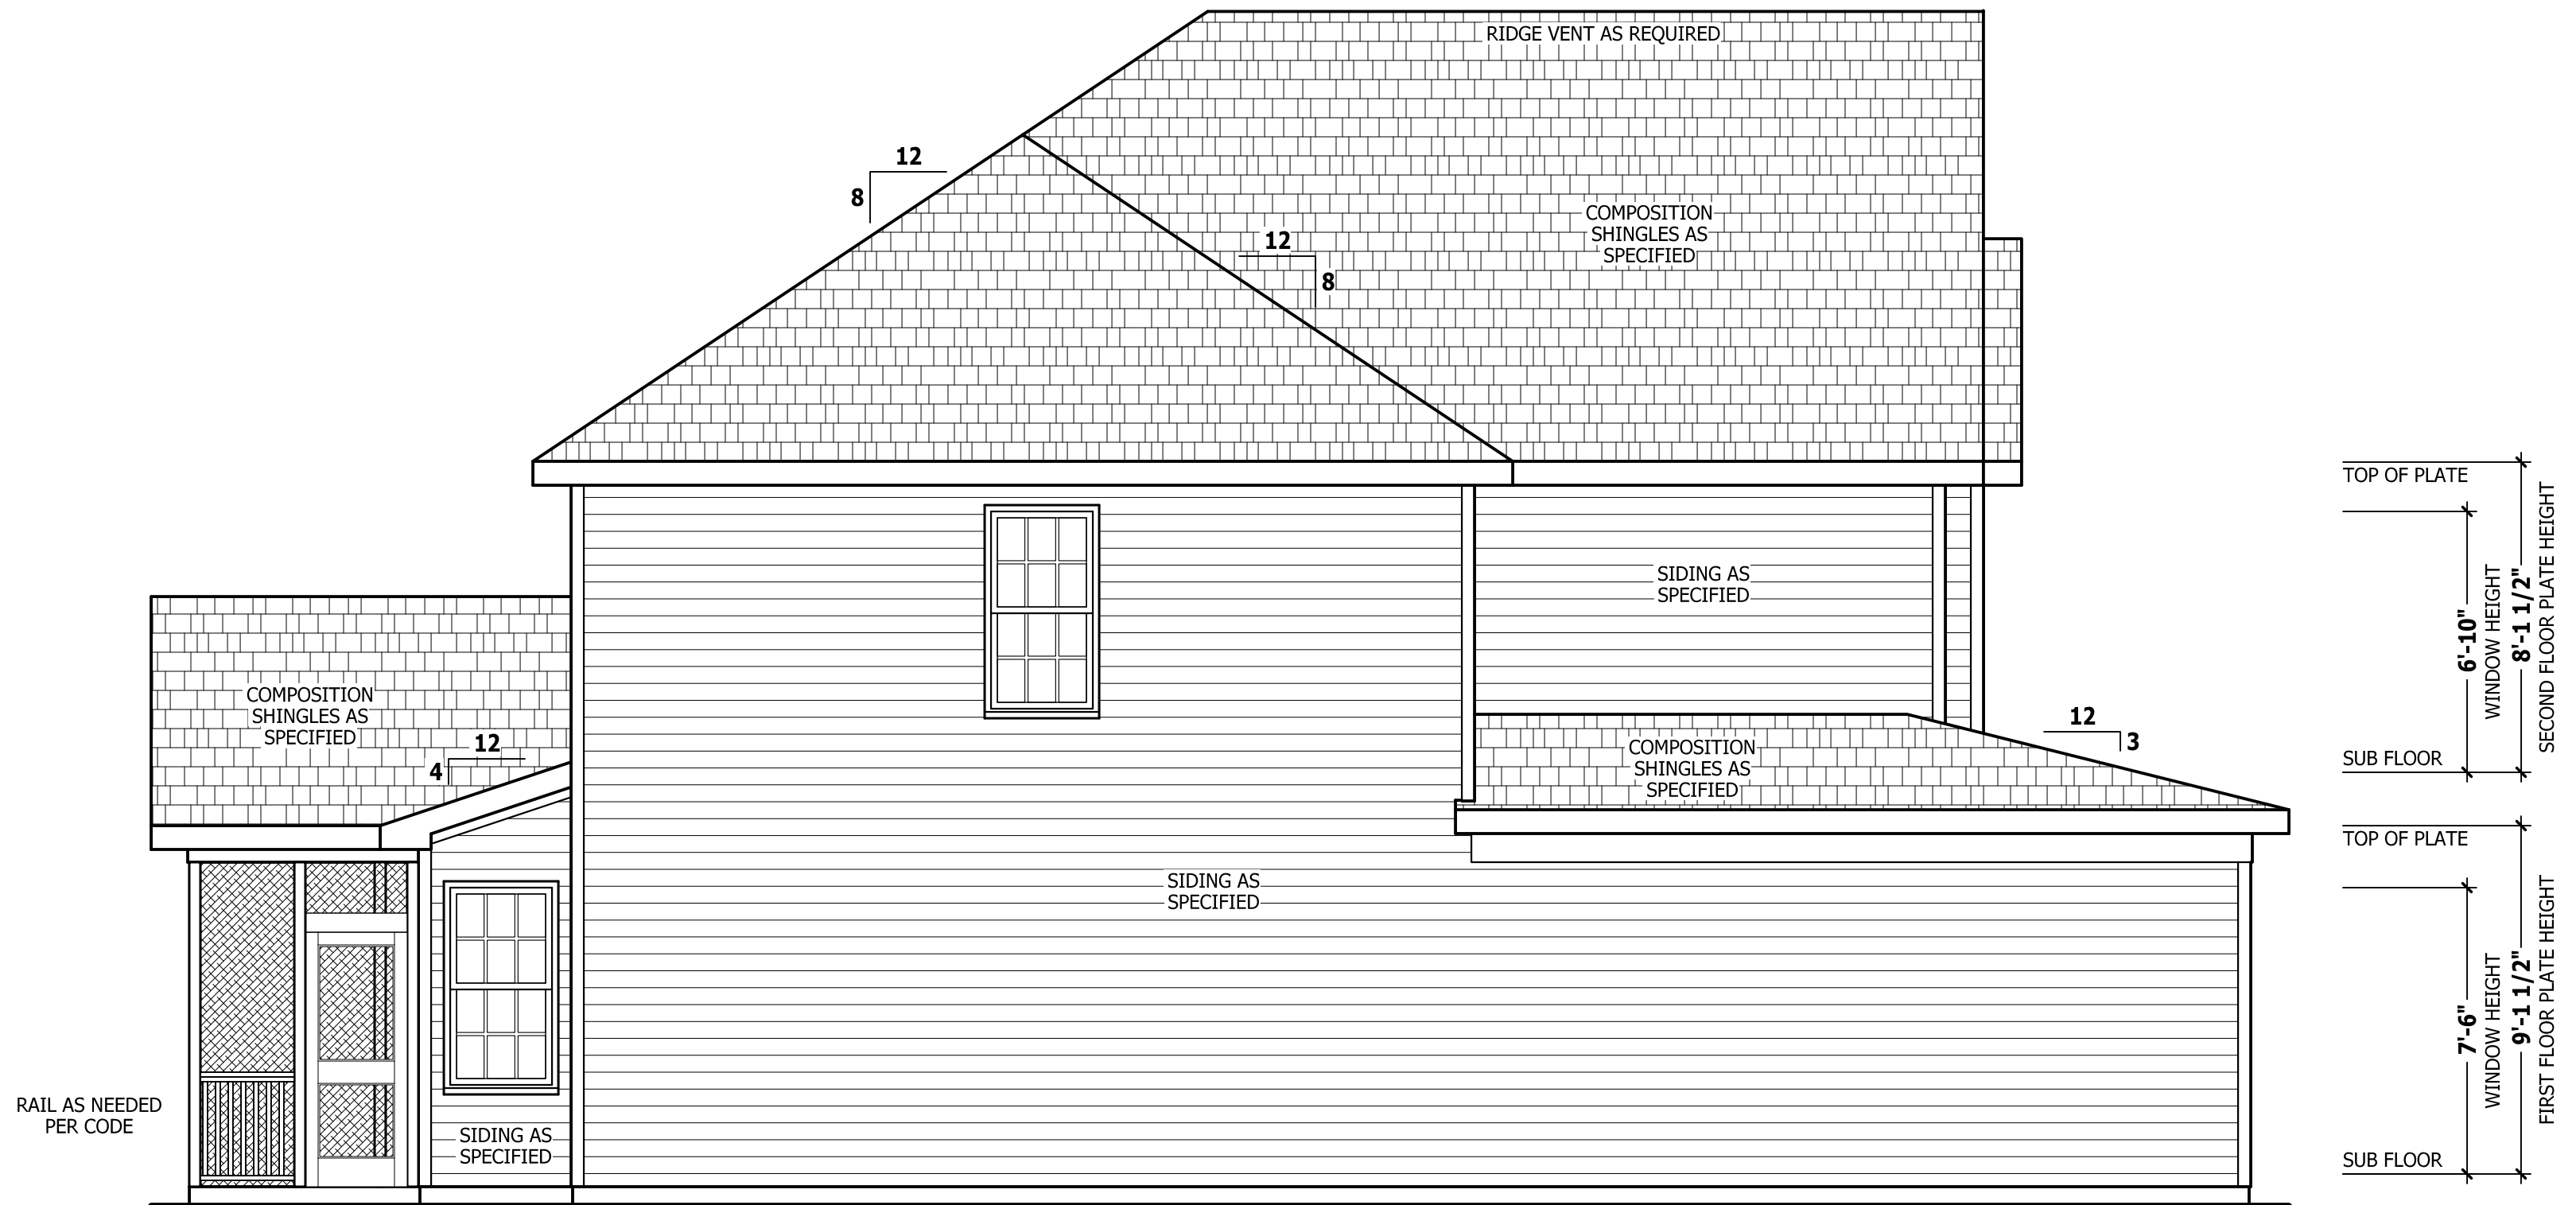 RIDGE VENT AS REQUIRED
12
8
12
8
COMPOSITION
SHINGLES AS
SPECIFIED
TOP OF PLATE
SIDING AS
SPECIFIED
6'-10"
WINDOW HEIGHT
8'-1 1/2"
SECOND FLOOR PLATE HEIGHT
COMPOSITION
SHINGLES AS
SPECIFIED
12
4
COMPOSITION
SHINGLES AS
SPECIFIED
12
3
SUB FLOOR
TOP OF PLATE
SIDING AS
SPECIFIED
7'-6"
WINDOW HEIGHT
9'-1 1/2"
FIRST FLOOR PLATE HEIGHT
RAIL AS NEEDED
PER CODE
SIDING AS
SPECIFIED
SUB FLOOR